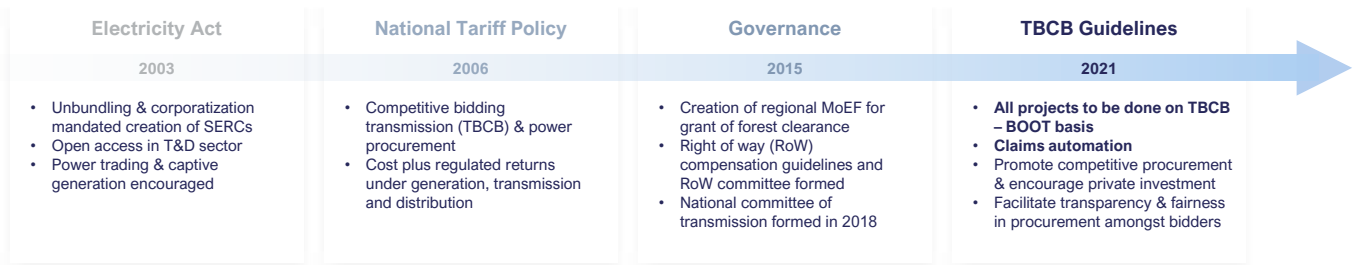 Electricity Act
2003
• Unbundling & corporatization
mandated creation of SERCs
• Open access in T&D sector
• Power trading & captive
generation encouraged
National Tariff Policy
2006
• Competitive bidding
transmission (TBCB) & power
procurement
• Cost plus regulated returns
under generation, transmission
and distribution
Governance
2015
• Creation of regional MoEF for
grant of forest clearance
• Right of way (RoW)
compensation guidelines and
RoW committee formed
• National committee of
transmission formed in 2018
TBCB Guidelines
2021
• All projects to be done on TBCB
– BOOT basis
• Claims automation
• Promote competitive procurement
& encourage private investment
• Facilitate transparency & fairness
in procurement amongst bidders